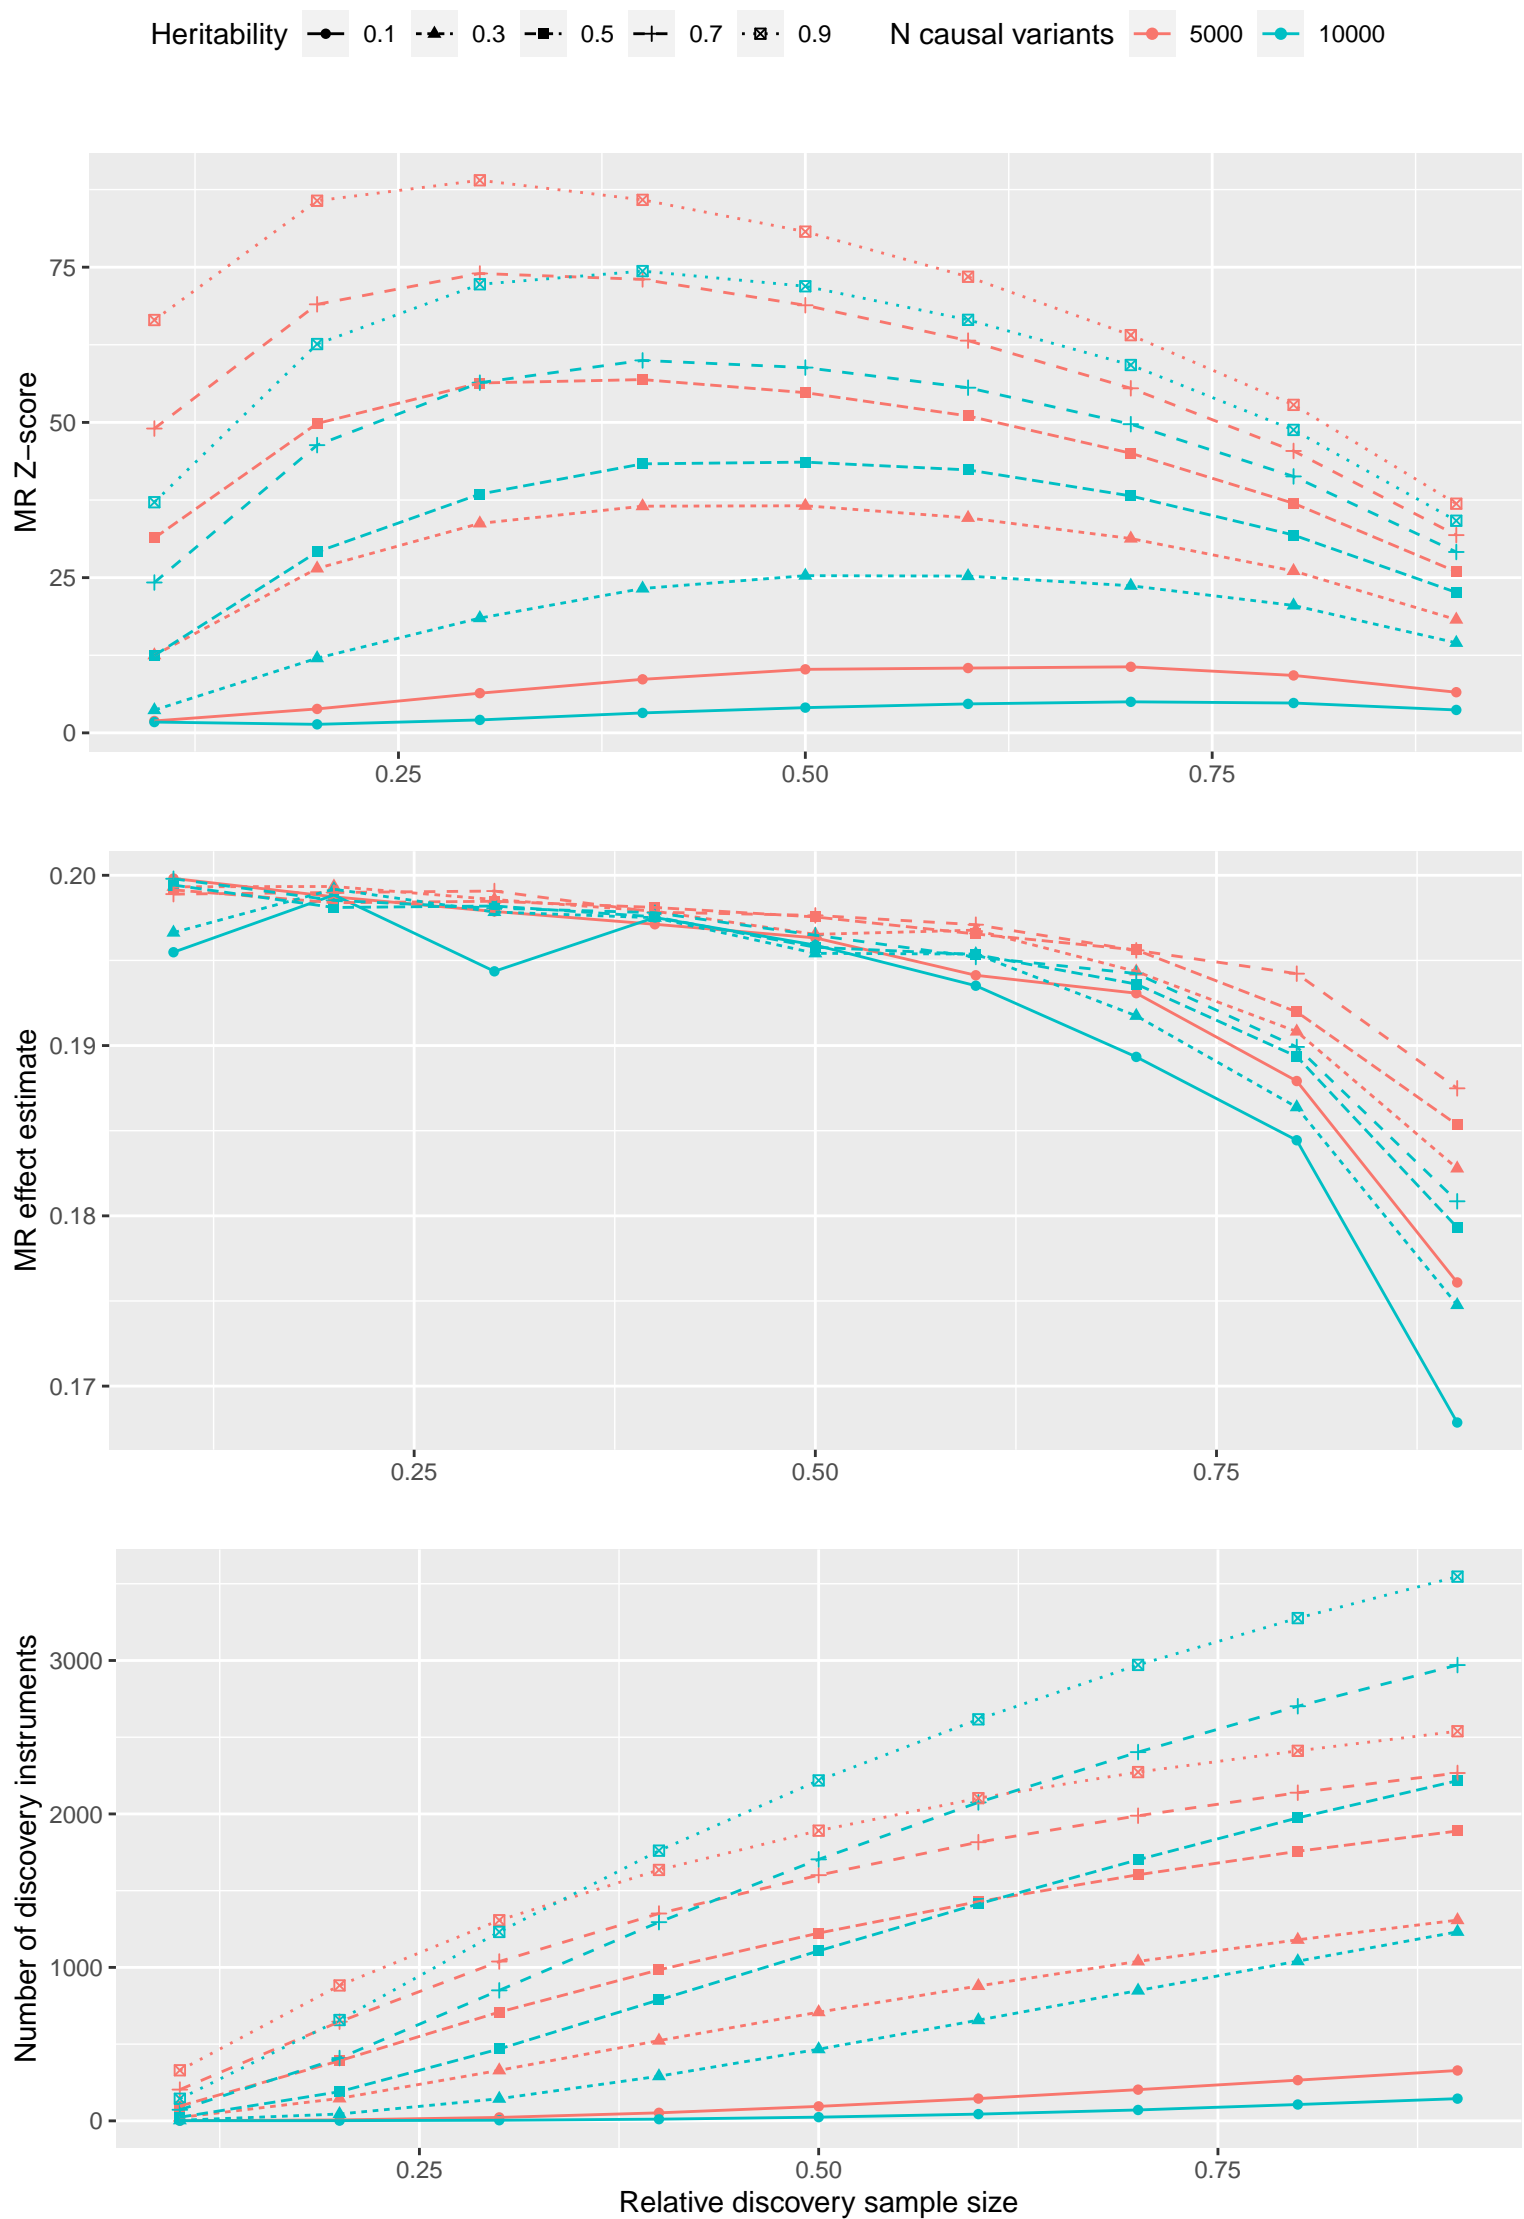 Heritability 0.1 0.3 0.5 0.7 0.9 N causal variants 5000 10000
MR Z−score
75
50
25
0
0.25 0.50 0.75
MR effect estimate
0.20
0.19
0.18
0.17
0.25 0.50 0.75
Number of discovery instruments
3000
2000
1000
0
0.25 0.50 0.75
Relative discovery sample size